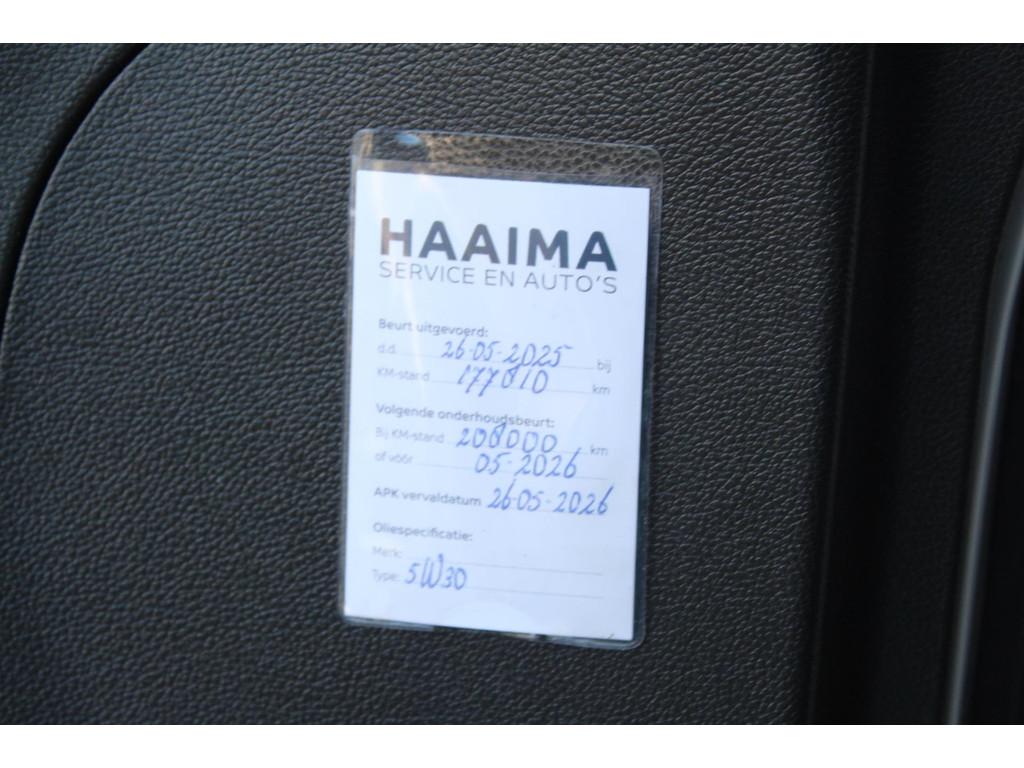 HAAIMA
SERVICE EN AUTO'S
Beurt uitgevoerd:
d.d. 26-05-2025 bij
KM-stand 177810 km
Volgende onderhoudsbeurt:
Bij KM-stand 208000 km
of vóór 05-2026
APK vervaldatum 26-05-2026
Oliespecificatie:
Merk:
Type: 5W30